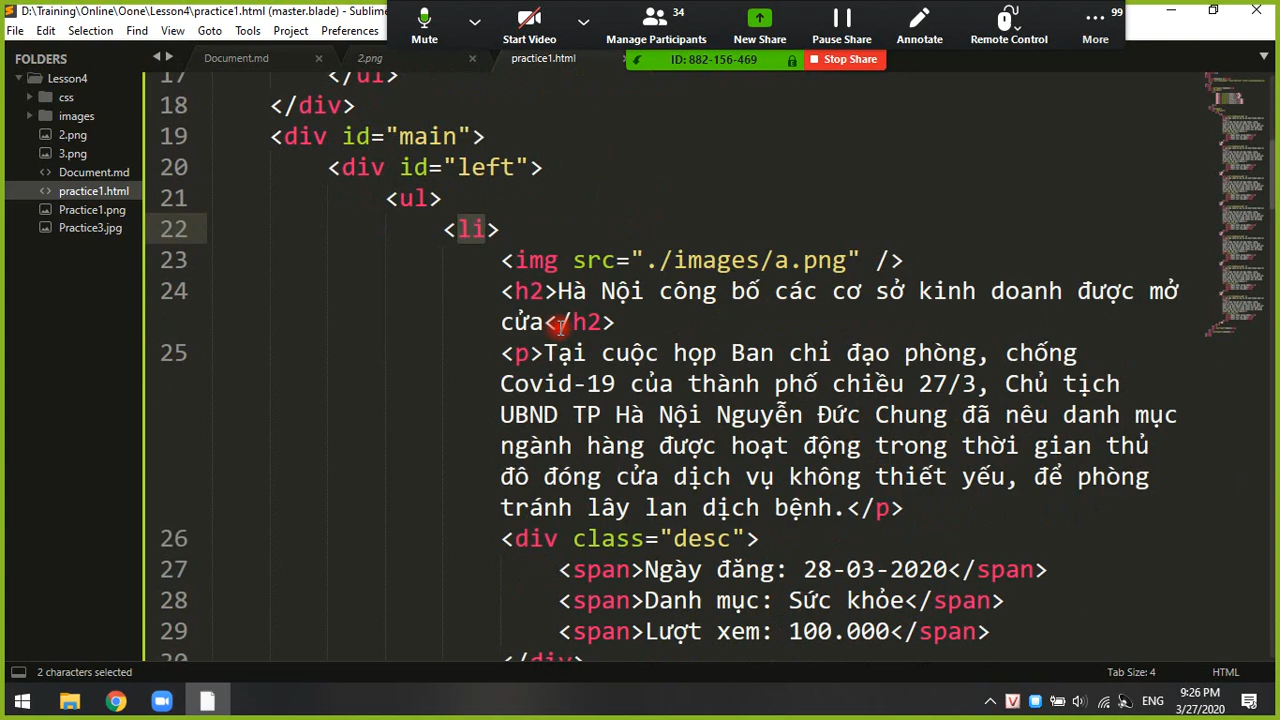 D:\Training\Online\Oone\Lesson4\practice1.html (master.blade) - Sublime
File Edit Selection Find View Goto Tools Project Preferences
Mute
Start Video
34
Manage Participants
New Share
Pause Share
Annotate
Remote Control
99
More
ID: 882-156-469
Stop Share
FOLDERS
Lesson4
css
images
2.png
3.png
Document.md
practice1.html
Practice1.png
Practice3.jpg
Document.md
2.png
practice1.html
17 </ul>
18 </div>
19 <div id="main">
20 <div id="left">
21 <ul>
22 <li>
23 <img src="./images/a.png" />
24 <h2>Hà Nội công bố các cơ sở kinh doanh được mở
cửa</h2>
25 <p>Tại cuộc họp Ban chỉ đạo phòng, chống
Covid-19 của thành phố chiều 27/3, Chủ tịch
UBND TP Hà Nội Nguyễn Đức Chung đã nêu danh mục
ngành hàng được hoạt động trong thời gian thủ
đô đóng cửa dịch vụ không thiết yếu, để phòng
tránh lây lan dịch bệnh.</p>
26 <div class="desc">
27 <span>Ngày đăng: 28-03-2020</span>
28 <span>Danh mục: Sức khỏe</span>
29 <span>Lượt xem: 100.000</span>
30 </div>
2 characters selected
Tab Size: 4
HTML
ENG
9:26 PM
3/27/2020